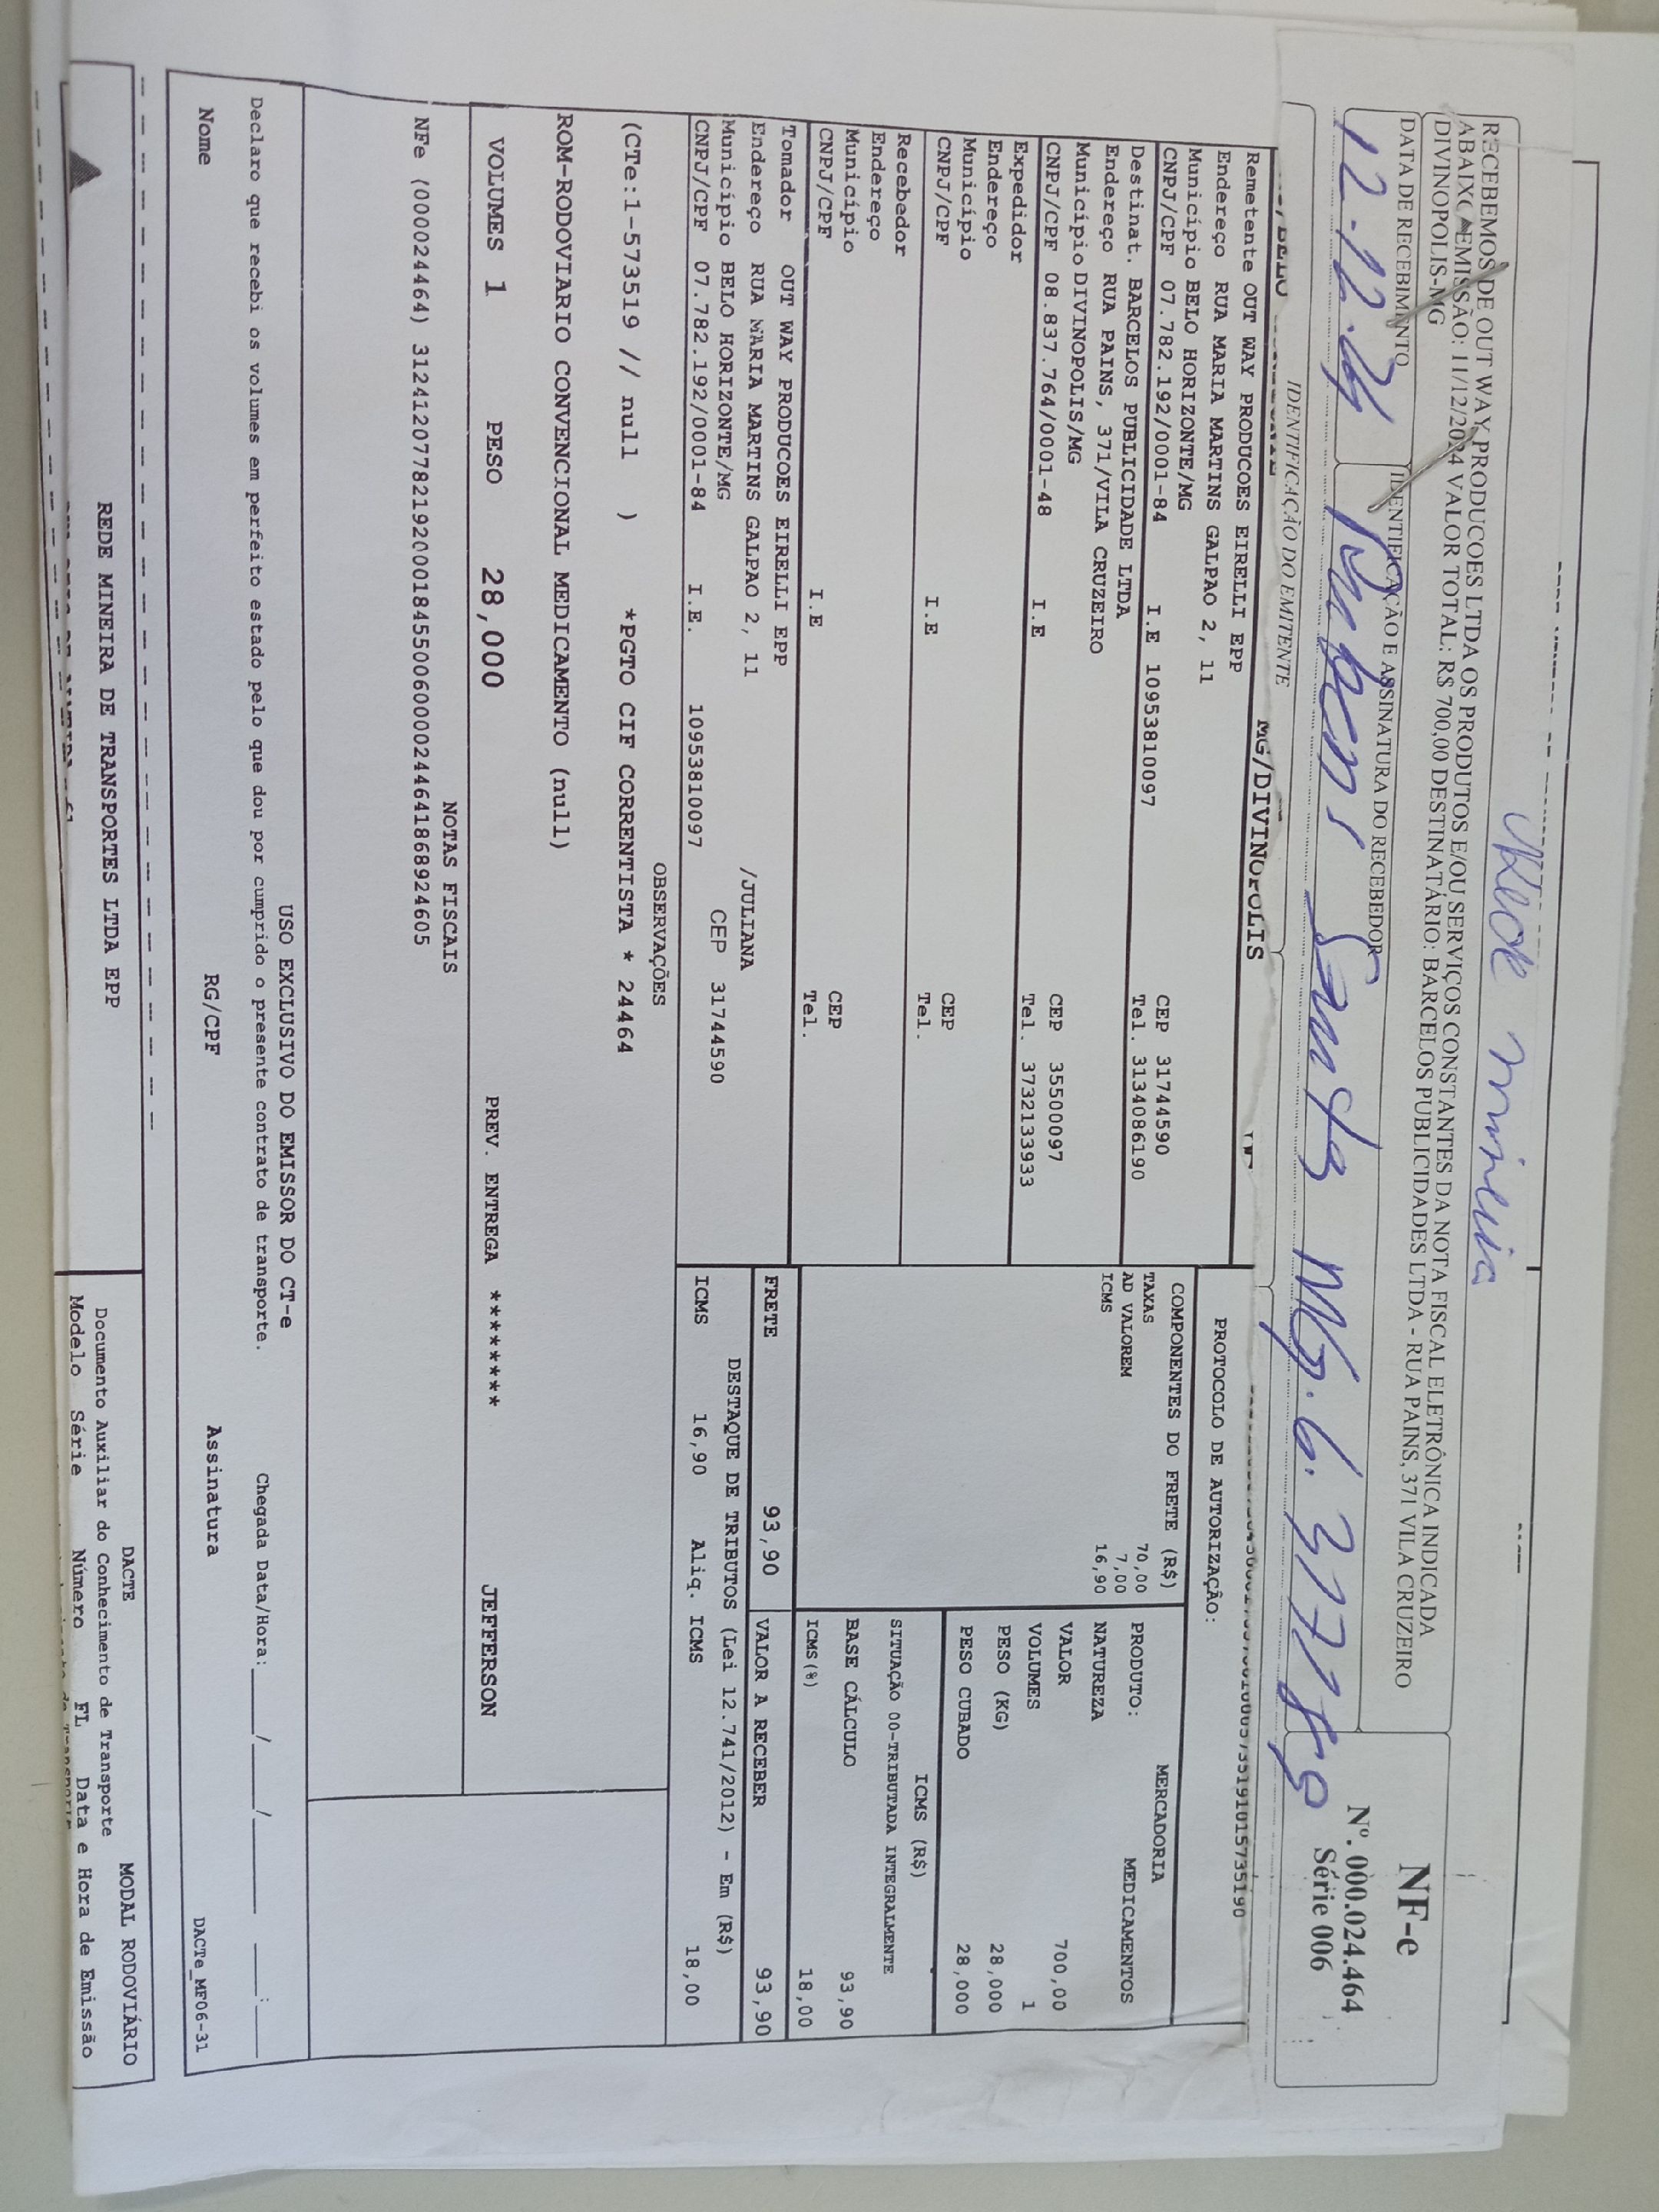 Rede mineira
RECEBEMOS DE OUT WAY PRODUCOES LTDA OS PRODUTOS E/OU SERVIÇOS CONSTANTES DA NOTA FISCAL ELETRÔNICA INDICADA
ABAIXO EMISSÃO: 11/12/2024 VALOR TOTAL: R$ 700,00 DESTINATÁRIO: BARCELOS PUBLICIDADES LTDA - RUA PAINS, 371 VILA CRUZEIRO
DIVINOPOLIS-MG
NF-e
Nº. 000.024.464
Série 006
DATA DE RECEBIMENTO
IDENTIFICAÇÃO E ASSINATURA DO RECEBEDOR
12.12.24
Rubens Santos
IDENTIFICAÇÃO DO EMITENTE
MG/DIVINOPOLIS
PROTOCOLO DE AUTORIZAÇÃO:
Remetente OUT WAY PRODUCOES EIRELLI EPP
Endereço RUA MARIA MARTINS GALPAO 2, 11
Município BELO HORIZONTE/MG CEP 31744590
CNPJ/CPF 07.782.192/0001-84 I.E 1095381 0097 Tel. 3134086190
Destinat. BARCELOS PUBLICIDADE LTDA
Endereço RUA PAINS, 371/VILA CRUZEIRO
Município DIVINOPOLIS/MG CEP 35500097
CNPJ/CPF 08.837.764/0001-48 I.E Tel. 3732133933
Expedidor
Endereço
Município CEP
CNPJ/CPF I.E Tel.
Recebedor
Endereço
Município CEP
CNPJ/CPF I.E Tel.
Tomador OUT WAY PRODUCOES EIRELLI EPP
Endereço RUA MARIA MARTINS GALPAO 2, 11 /JULIANA
Município BELO HORIZONTE/MG CEP 31744590
CNPJ/CPF 07.782.192/0001-84 I.E. 10953810097
COMPONENTES DO FRETE (R$)
TAXAS 70,00
AD VALOREM 7,00
ICMS 16,90
MERCADORIA
PRODUTO: MEDICAMENTOS
NATUREZA
VALOR 700,00
VOLUMES 1
PESO (KG) 28,000
PESO CUBADO 28,000
ICMS (R$)
SITUAÇÃO 00-TRIBUTADA INTEGRALMENTE
BASE CÁLCULO 93,90
ICMS(%) 18,00
FRETE 93,90 VALOR A RECEBER 93,90
DESTAQUE DE TRIBUTOS (Lei 12.741/2012) - Em (R$)
ICMS 16,90 Aliq. ICMS 18,00
OBSERVAÇÕES
(CTe:1-573519 // null ) *PGTO CIF CORRENTISTA * 24464
ROM-RODOVIARIO CONVENCIONAL MEDICAMENTO (null)
VOLUMES 1 PESO 28,000 PREV. ENTREGA ******** JEFFERSON
NOTAS FISCAIS
NFe (000024464) 31241207782192000184550060000244641868924605
USO EXCLUSIVO DO EMISSOR DO CT-e
Declaro que recebi os volumes em perfeito estado pelo que dou por cumprido o presente contrato de transporte. Chegada Data/Hora:____/____/______ ____:____
Nome RG/CPF Assinatura DACTe_MF06-31
REDE MINEIRA DE TRANSPORTES LTDA EPP
DACTE
Documento Auxiliar do Conhecimento de Transporte
MODAL RODOVIÁRIO
Modelo Série Número FL Data e Hora de Emissão